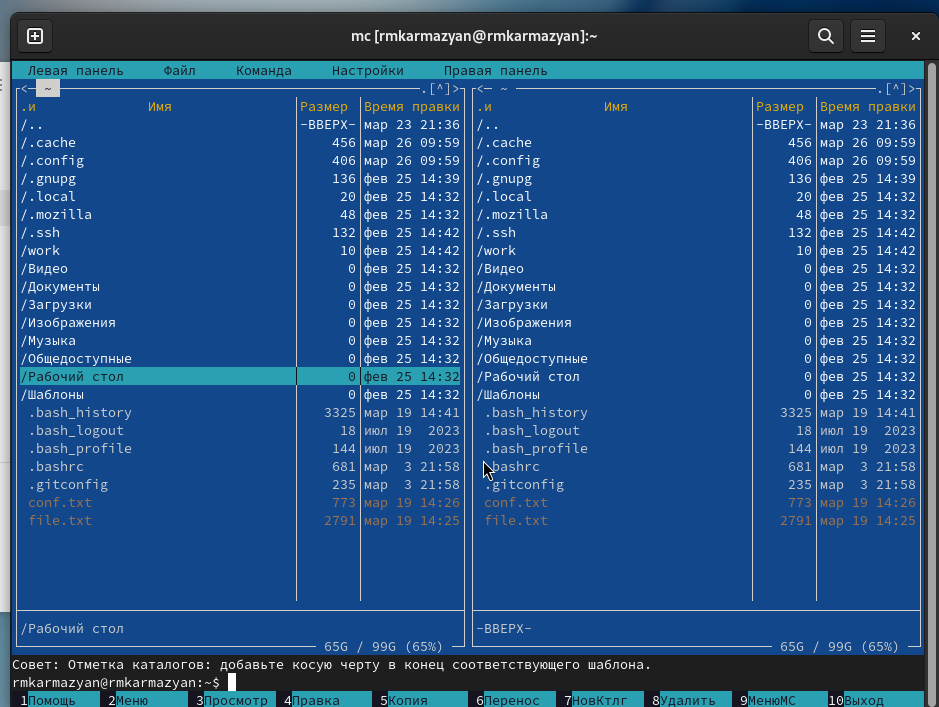 mc [rmkarmazyan@rmkarmazyan]:~
Левая панель Файл Команда Настройки Правая панель
<─ ~ ─.[^]> <─ ~ ─.[^]>
.и Имя Размер Время правки .и Имя Размер Время правки
/.. -ВВЕРХ- мар 23 21:36 /.. -ВВЕРХ- мар 23 21:36
/.cache 456 мар 26 09:59 /.cache 456 мар 26 09:59
/.config 406 мар 26 09:59 /.config 406 мар 26 09:59
/.gnupg 136 фев 25 14:39 /.gnupg 136 фев 25 14:39
/.local 20 фев 25 14:32 /.local 20 фев 25 14:32
/.mozilla 48 фев 25 14:32 /.mozilla 48 фев 25 14:32
/.ssh 132 фев 25 14:42 /.ssh 132 фев 25 14:42
/work 10 фев 25 14:42 /work 10 фев 25 14:42
/Видео 0 фев 25 14:32 /Видео 0 фев 25 14:32
/Документы 0 фев 25 14:32 /Документы 0 фев 25 14:32
/Загрузки 0 фев 25 14:32 /Загрузки 0 фев 25 14:32
/Изображения 0 фев 25 14:32 /Изображения 0 фев 25 14:32
/Музыка 0 фев 25 14:32 /Музыка 0 фев 25 14:32
/Общедоступные 0 фев 25 14:32 /Общедоступные 0 фев 25 14:32
/Рабочий стол 0 фев 25 14:32 /Рабочий стол 0 фев 25 14:32
/Шаблоны 0 фев 25 14:32 /Шаблоны 0 фев 25 14:32
.bash_history 3325 мар 19 14:41 .bash_history 3325 мар 19 14:41
.bash_logout 18 июл 19 2023 .bash_logout 18 июл 19 2023
.bash_profile 144 июл 19 2023 .bash_profile 144 июл 19 2023
.bashrc 681 мар 3 21:58 .bashrc 681 мар 3 21:58
.gitconfig 235 мар 3 21:58 .gitconfig 235 мар 3 21:58
conf.txt 773 мар 19 14:26 conf.txt 773 мар 19 14:26
file.txt 2791 мар 19 14:25 file.txt 2791 мар 19 14:25
/Рабочий стол -ВВЕРХ-
65G / 99G (65%) 65G / 99G (65%)
Совет: Отметка каталогов: добавьте косую черту в конец соответствующего шаблона.
rmkarmazyan@rmkarmazyan:~$
1Помощь 2Меню 3Просмотр 4Правка 5Копия 6Перенос 7НовКтлг 8Удалить 9МенюМС 10Выход